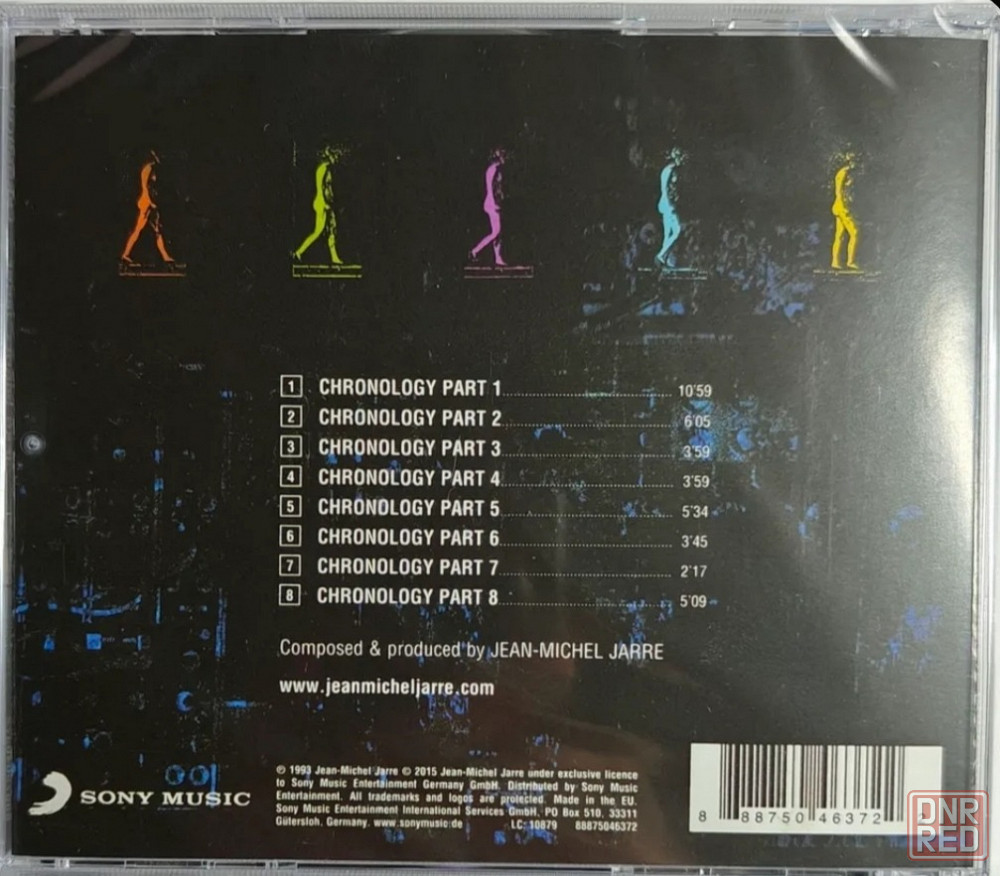 1 CHRONOLOGY PART 1 10'59
2 CHRONOLOGY PART 2 6'05
3 CHRONOLOGY PART 3 3'59
4 CHRONOLOGY PART 4 3'59
5 CHRONOLOGY PART 5 5'34
6 CHRONOLOGY PART 6 3'45
7 CHRONOLOGY PART 7 2'17
8 CHRONOLOGY PART 8 5'09
Composed & produced by JEAN-MICHEL JARRE
www.jeanmicheljarre.com
℗ 1993 Jean-Michel Jarre © 2015 Jean-Michel Jarre under exclusive licence
to Sony Music Entertainment Germany GmbH. Distributed by Sony Music
Entertainment. All trademarks and logos are protected. Made in the EU.
Sony Music Entertainment International Services GmbH, PO Box 510, 33311
Gütersloh, Germany. www.sonymusic.de LC 10879 88875046372
SONY MUSIC
8 88750 46372 2
DNR
RED